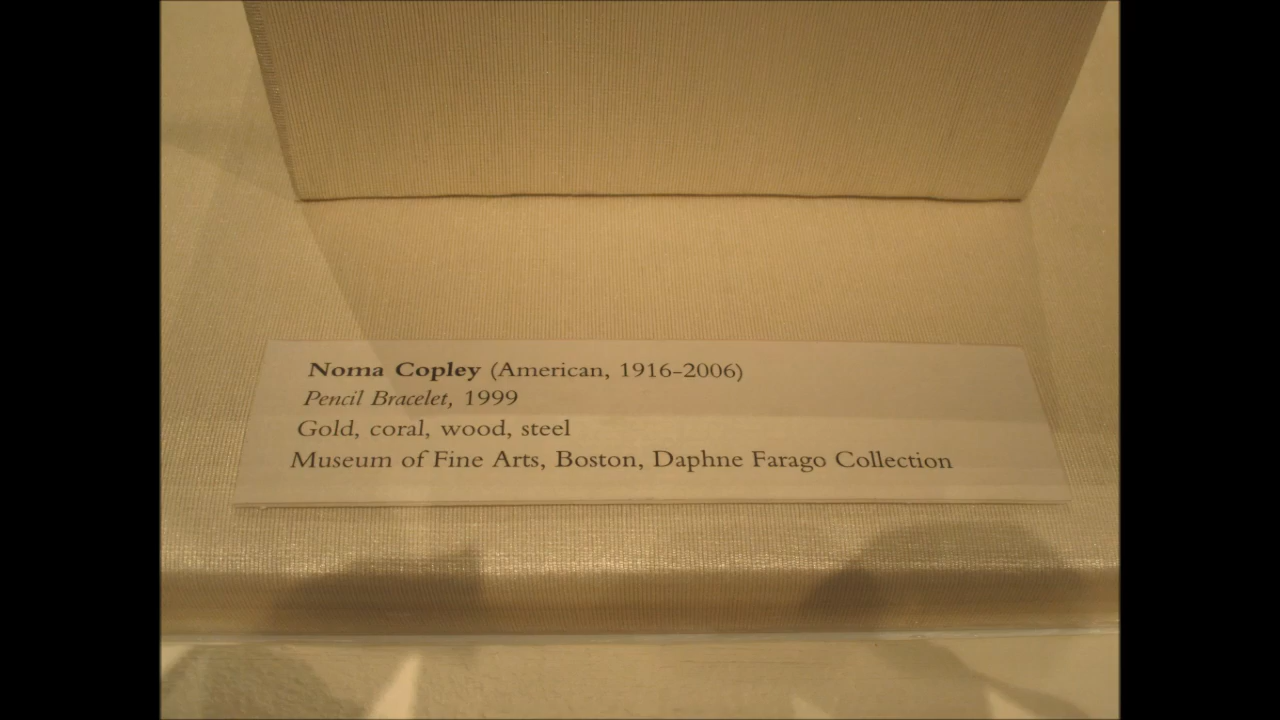 Noma Copley (American, 1916-2006)
Pencil Bracelet, 1999
Gold, coral, wood, steel
Museum of Fine Arts, Boston, Daphne Farago Collection